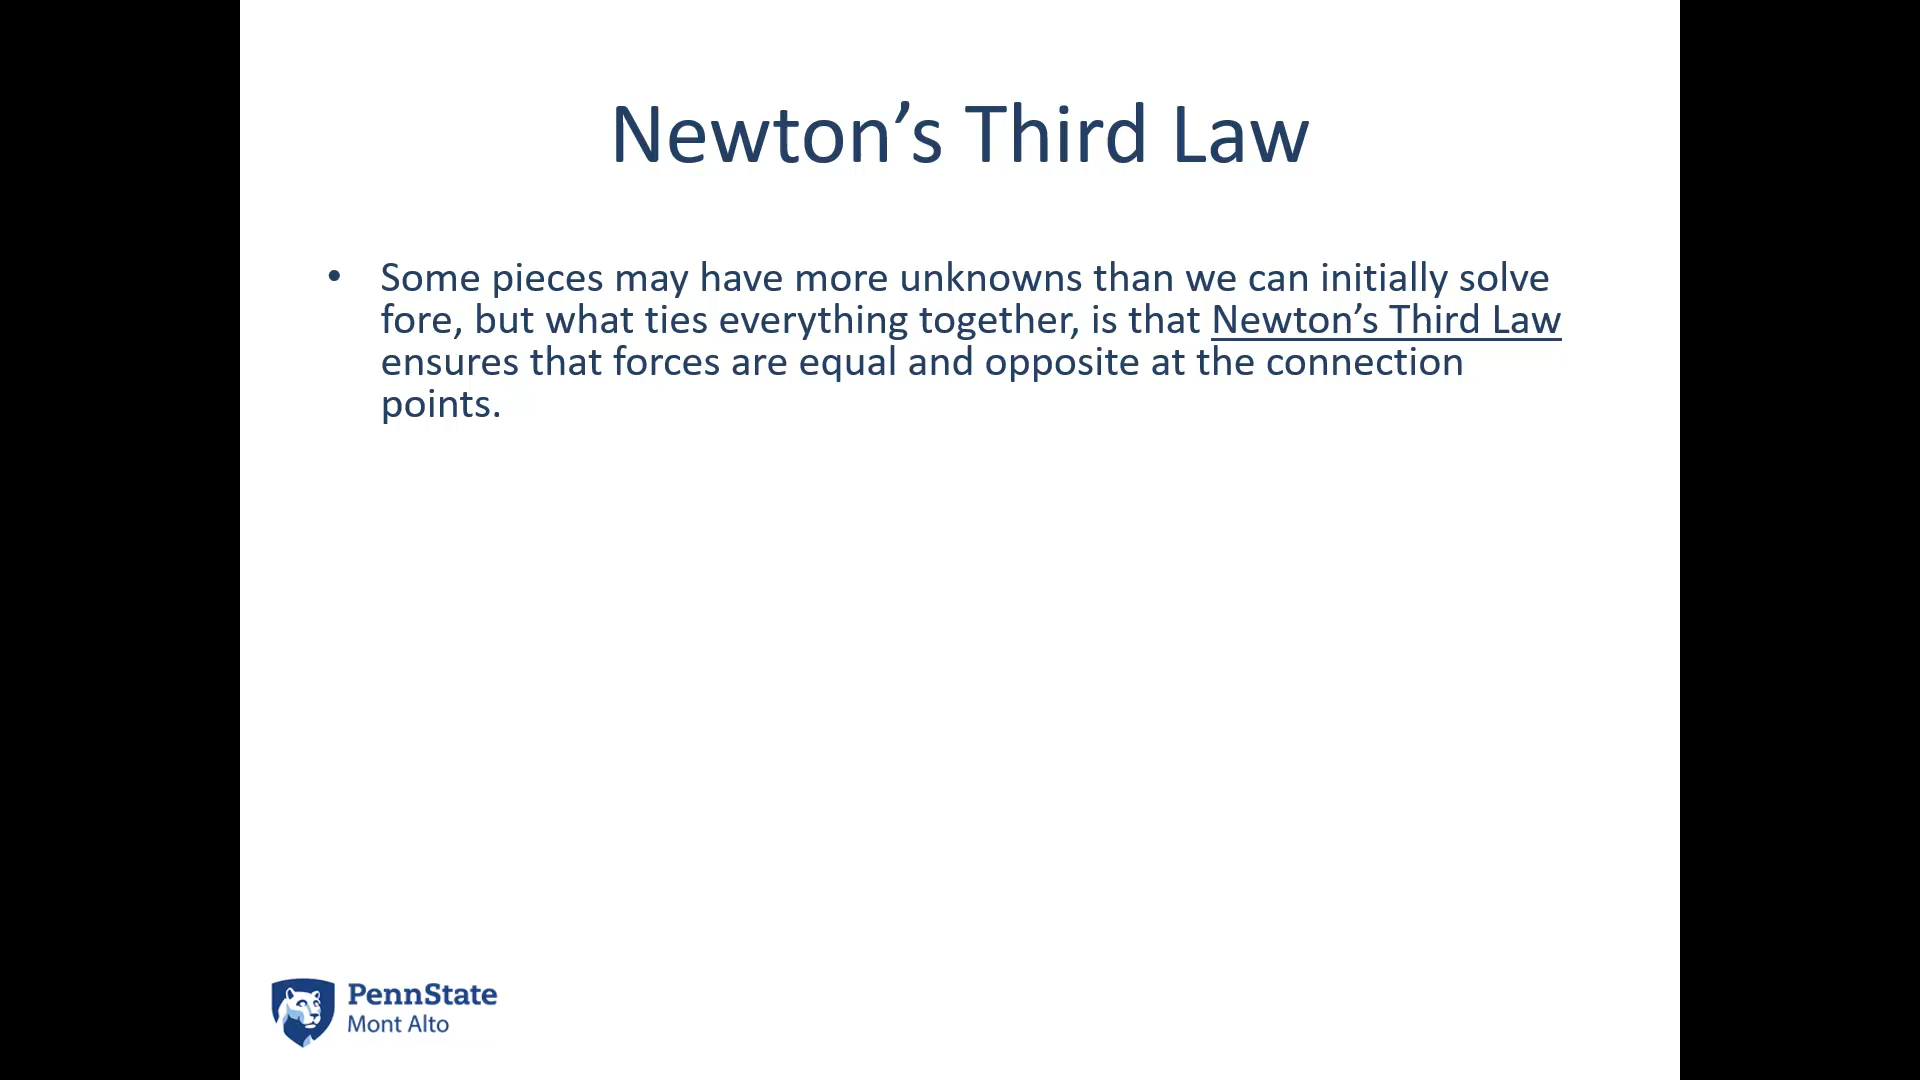 Newton’s Third Law
• Some pieces may have more unknowns than we can initially solve
fore, but what ties everything together, is that Newton’s Third Law
ensures that forces are equal and opposite at the connection
points.
PennState
Mont Alto